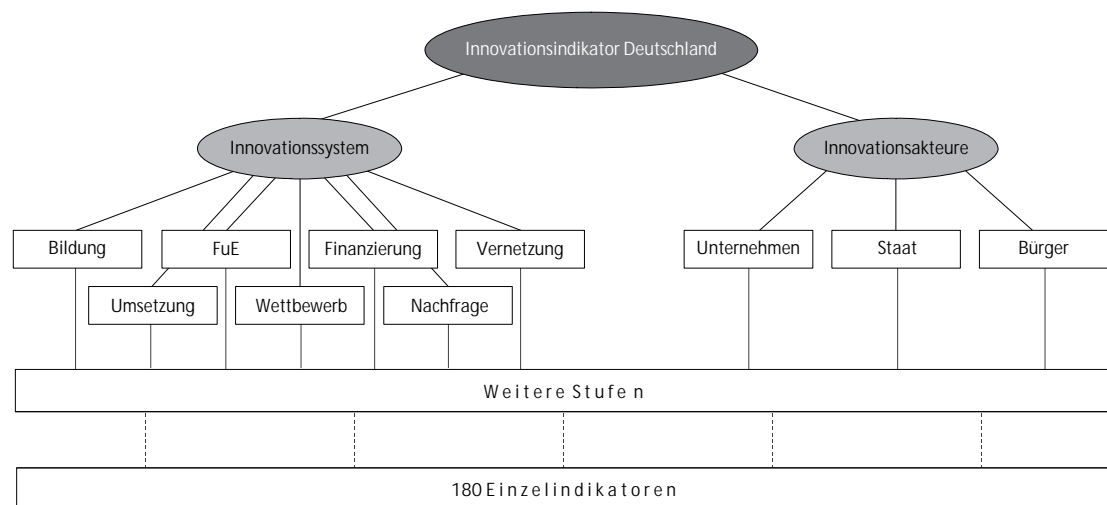 Innovationsindikator Deutschland
Innovationssystem
Innovationsakteure
Bildung
FuE
Finanzierung
Vernetzung
Unternehmen
Staat
Bürger
Umsetzung
Wettbewerb
Nachfrage
Weitere Stufen
180 Einzelindikatoren